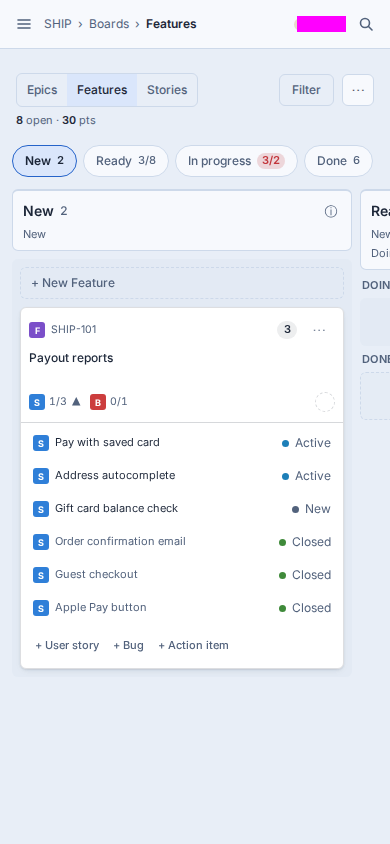 SHIP › Boards › Features
Epics Features Stories Filter ···
8 open · 30 pts
New 2 Ready 3/8 In progress 3/2 Done 6
New 2
New
+ New Feature
F SHIP-101 3 ···
Payout reports
S 1/3 B 0/1
S Pay with saved card Active
S Address autocomplete Active
S Gift card balance check New
S Order confirmation email Closed
S Guest checkout Closed
S Apple Pay button Closed
+ User story + Bug + Action item
Rea
New
Doi
DOIN
DONE